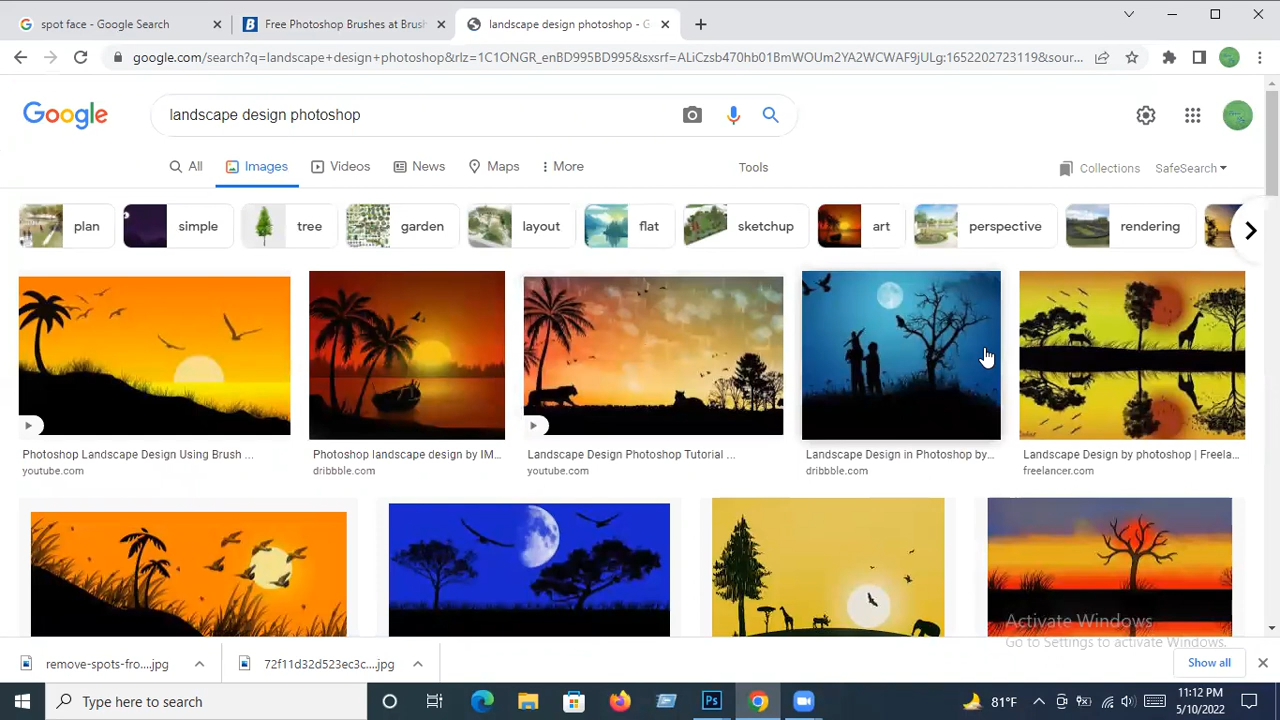 spot face - Google Search
Free Photoshop Brushes at Brush
landscape design photoshop - G
google.com/search?q=landscape+design+photoshop&rlz=1C1ONGR_enBD995BD995&sxsrf=ALiCzsb470hb01BmWOUm2YA2WCWAF9jULg:1652202723119&sour...
Google
landscape design photoshop
All
Images
Videos
News
Maps
More
Tools
Collections
SafeSearch
plan
simple
tree
garden
layout
flat
sketchup
art
perspective
rendering
Photoshop Landscape Design Using Brush ...
youtube.com
Photoshop landscape design by IM...
dribbble.com
Landscape Design Photoshop Tutorial ...
youtube.com
Landscape Design in Photoshop by...
dribbble.com
Landscape Design by photoshop | Freela...
freelancer.com
Activate Windows
Go to Settings to activate Windows.
remove-spots-fro....jpg
72f11d32d523ec3c....jpg
Show all
Type here to search
Ps
81°F
11:12 PM
5/10/2022